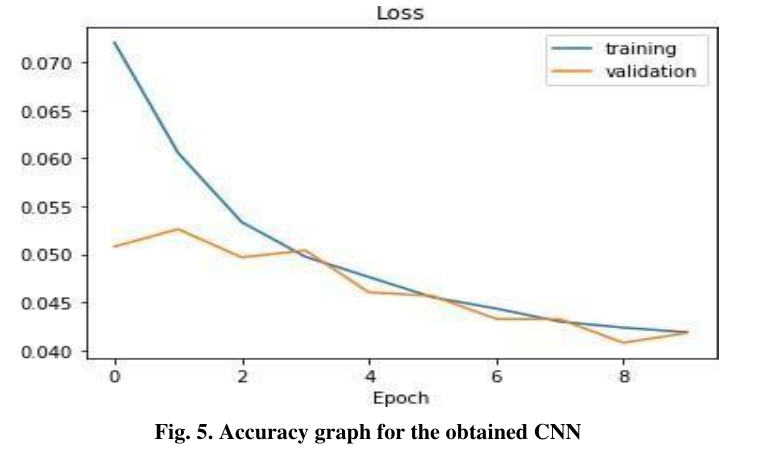 Loss
0.070
0.065
0.060
0.055
0.050
0.045
0.040
training
validation
0 2 4 6 8
Epoch
Fig. 5. Accuracy graph for the obtained CNN